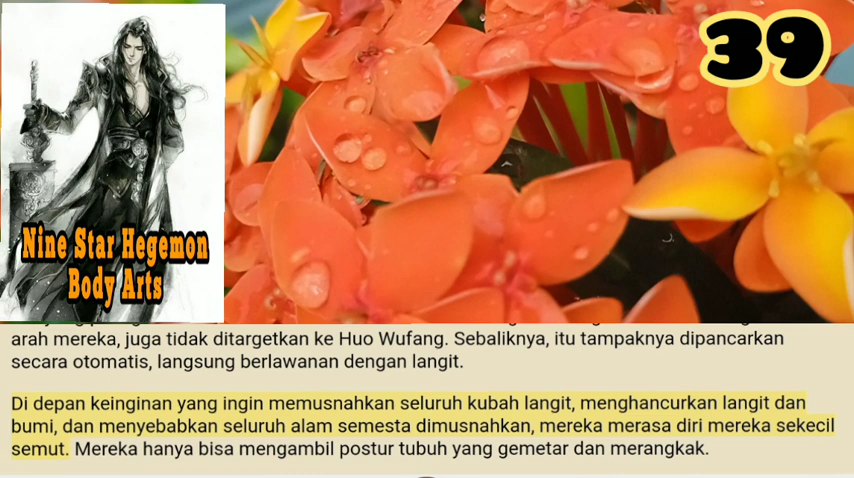 39
Nine Star Hegemon
Body Arts
arah mereka, juga tidak ditargetkan ke Huo Wufang. Sebaliknya, itu tampaknya dipancarkan
secara otomatis, langsung berlawanan dengan langit.
Di depan keinginan yang ingin memusnahkan seluruh kubah langit, menghancurkan langit dan
bumi, dan menyebabkan seluruh alam semesta dimusnahkan, mereka merasa diri mereka sekecil
semut. Mereka hanya bisa mengambil postur tubuh yang gemetar dan merangkak.